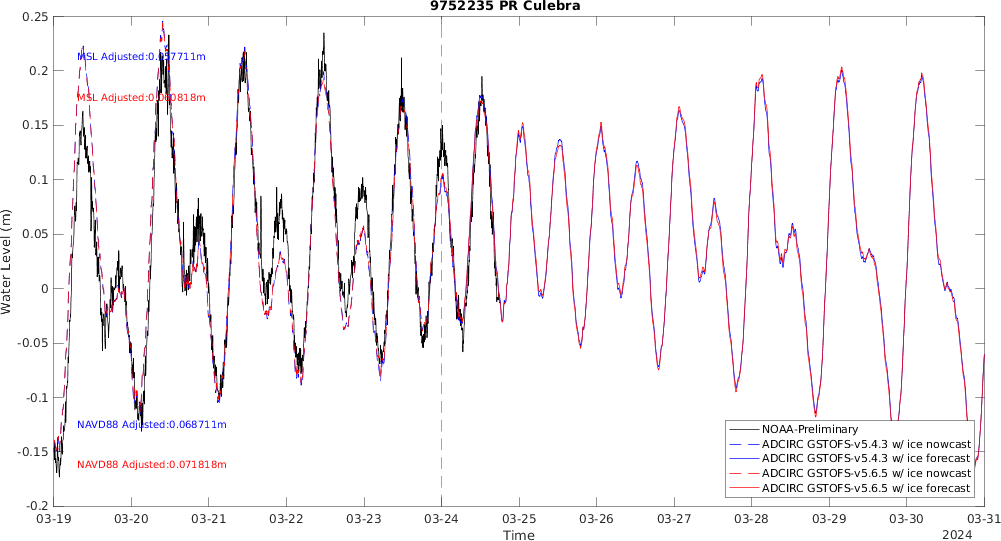 9752235 PR Culebra
0.25
0.2
0.15
0.1
0.05
0
-0.05
-0.1
-0.15
-0.2
Water Level (m)
MSL Adjusted:0.057711m
MSL Adjusted:0.060818m
NAVD88 Adjusted:0.068711m
NAVD88 Adjusted:0.071818m
NOAA-Preliminary
ADCIRC GSTOFS-v5.4.3 w/ ice nowcast
ADCIRC GSTOFS-v5.4.3 w/ ice forecast
ADCIRC GSTOFS-v5.6.5 w/ ice nowcast
ADCIRC GSTOFS-v5.6.5 w/ ice forecast
03-19 03-20 03-21 03-22 03-23 03-24 03-25 03-26 03-27 03-28 03-29 03-30 03-31
Time
2024